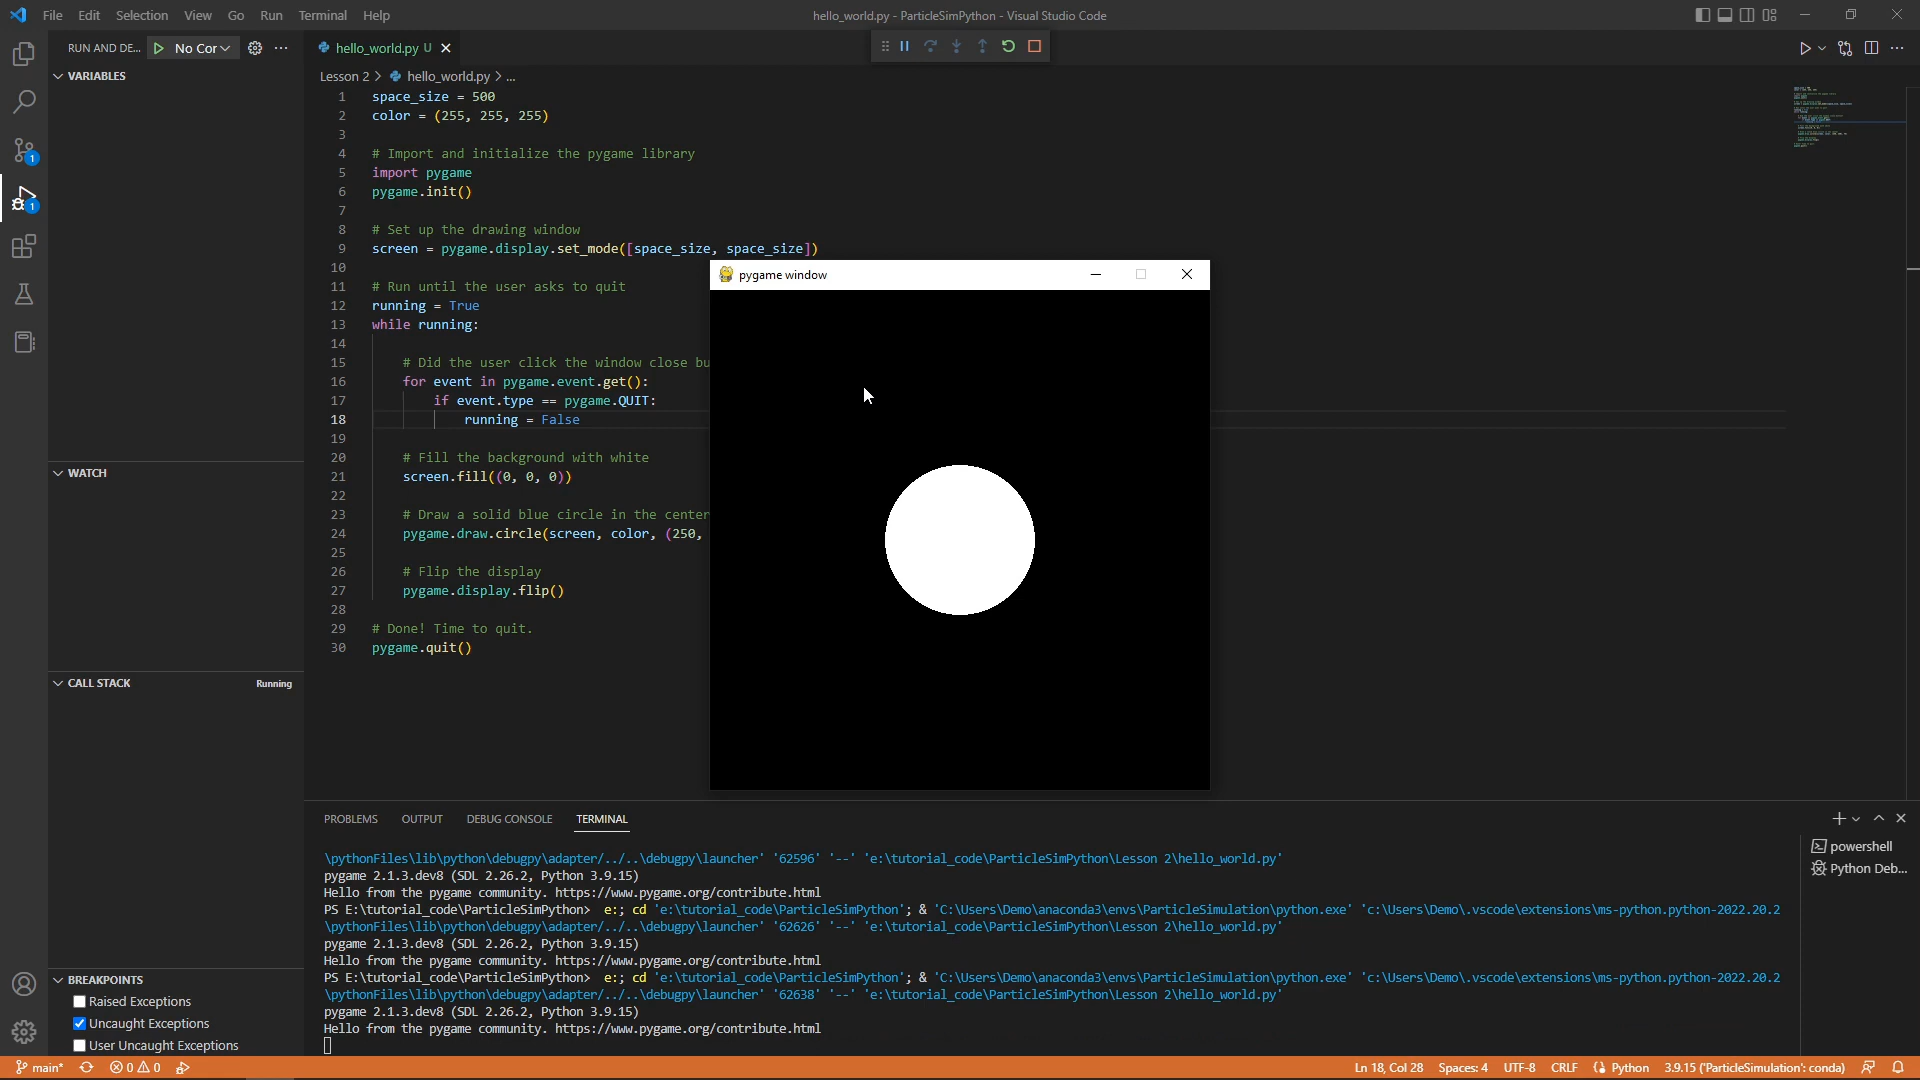 File Edit Selection View Go Run Terminal Help
hello_world.py - ParticleSimPython - Visual Studio Code
RUN AND DE... No Cor
hello_world.py U
VARIABLES
Lesson 2 > hello_world.py > ...
1 space_size = 500
2 color = (255, 255, 255)
3
4 # Import and initialize the pygame library
5 import pygame
6 pygame.init()
7
8 # Set up the drawing window
9 screen = pygame.display.set_mode([space_size, space_size])
10
11 # Run until the user asks to quit
12 running = True
13 while running:
14
15 # Did the user click the window close bu
16 for event in pygame.event.get():
17 if event.type == pygame.QUIT:
18 running = False
19
20 # Fill the background with white
21 screen.fill((0, 0, 0))
22
23 # Draw a solid blue circle in the center
24 pygame.draw.circle(screen, color, (250,
25
26 # Flip the display
27 pygame.display.flip()
28
29 # Done! Time to quit.
30 pygame.quit()
pygame window
1
1
WATCH
CALL STACK Running
BREAKPOINTS
Raised Exceptions
Uncaught Exceptions
User Uncaught Exceptions
PROBLEMS OUTPUT DEBUG CONSOLE TERMINAL
\pythonFiles\lib\python\debugpy\adapter/../..\debugpy\launcher' '62596' '--' 'e:\tutorial_code\ParticleSimPython\Lesson 2\hello_world.py'
pygame 2.1.3.dev8 (SDL 2.26.2, Python 3.9.15)
Hello from the pygame community. https://www.pygame.org/contribute.html
PS E:\tutorial_code\ParticleSimPython> e:; cd 'e:\tutorial_code\ParticleSimPython'; & 'C:\Users\Demo\anaconda3\envs\ParticleSimulation\python.exe' 'c:\Users\Demo\.vscode\extensions\ms-python.python-2022.20.2
\pythonFiles\lib\python\debugpy\adapter/../..\debugpy\launcher' '62626' '--' 'e:\tutorial_code\ParticleSimPython\Lesson 2\hello_world.py'
pygame 2.1.3.dev8 (SDL 2.26.2, Python 3.9.15)
Hello from the pygame community. https://www.pygame.org/contribute.html
PS E:\tutorial_code\ParticleSimPython> e:; cd 'e:\tutorial_code\ParticleSimPython'; & 'C:\Users\Demo\anaconda3\envs\ParticleSimulation\python.exe' 'c:\Users\Demo\.vscode\extensions\ms-python.python-2022.20.2
\pythonFiles\lib\python\debugpy\adapter/../..\debugpy\launcher' '62638' '--' 'e:\tutorial_code\ParticleSimPython\Lesson 2\hello_world.py'
pygame 2.1.3.dev8 (SDL 2.26.2, Python 3.9.15)
Hello from the pygame community. https://www.pygame.org/contribute.html
powershell
Python Deb...
main* 0 0
Ln 18, Col 28 Spaces: 4 UTF-8 CRLF Python 3.9.15 ('ParticleSimulation': conda)